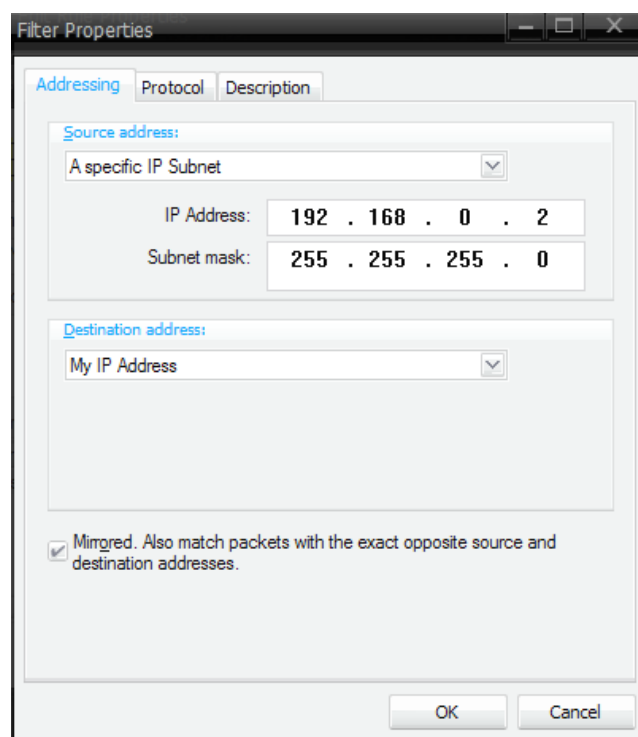 Filter Properties
Addressing Protocol Description
Source address:
A specific IP Subnet
IP Address: 192 . 168 . 0 . 2
Subnet mask: 255 . 255 . 255 . 0
Destination address:
My IP Address
Mirrored. Also match packets with the exact opposite source and
destination addresses.
OK Cancel